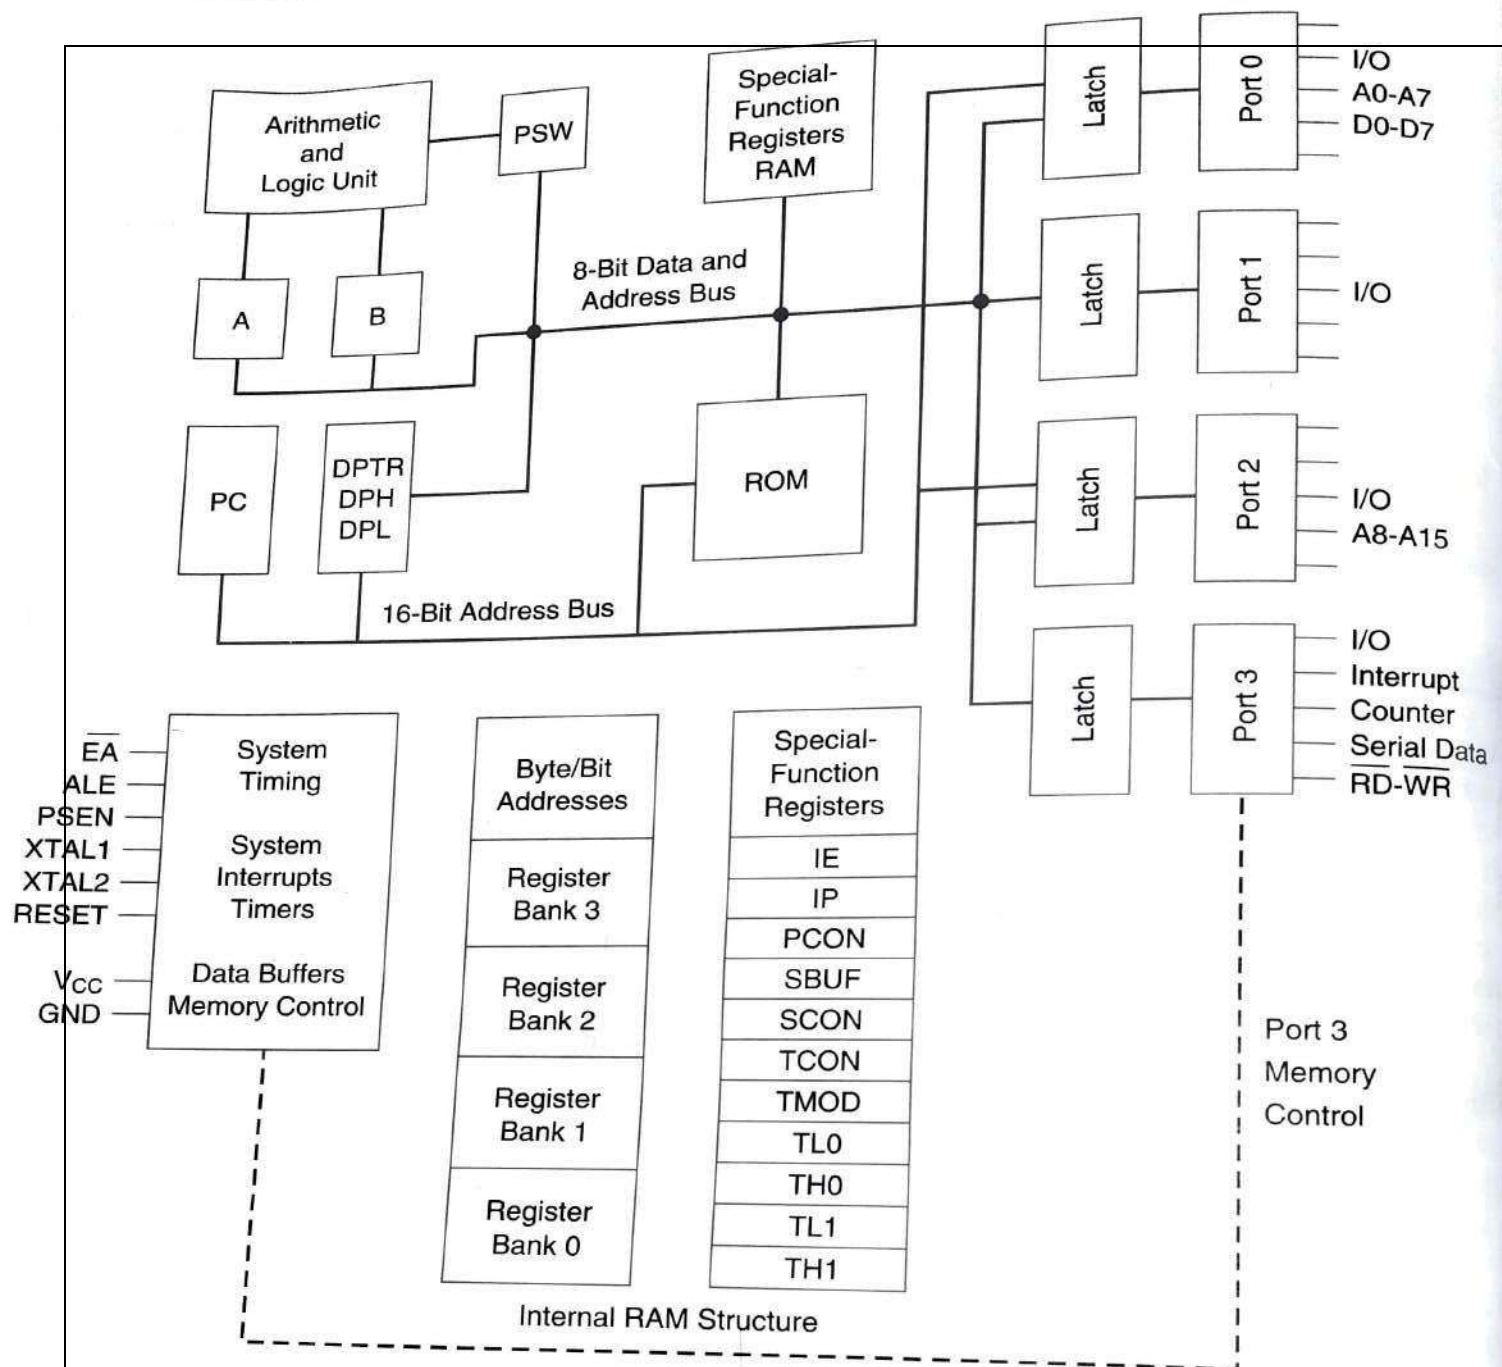 Arithmetic
and
Logic Unit
PSW
Special-
Function
Registers
RAM
A
B
8-Bit Data and
Address Bus
PC
DPTR
DPH
DPL
ROM
16-Bit Address Bus
Latch
Port 0
I/O
A0-A7
D0-D7
Latch
Port 1
I/O
Latch
Port 2
I/O
A8-A15
Latch
Port 3
I/O
Interrupt
Counter
Serial Data
R̅D̅-W̅R̅
E̅A̅
ALE
PSEN
XTAL1
XTAL2
RESET
VCC
GND
System
Timing
System
Interrupts
Timers
Data Buffers
Memory Control
Byte/Bit
Addresses
Register
Bank 3
Register
Bank 2
Register
Bank 1
Register
Bank 0
Special-
Function
Registers
IE
IP
PCON
SBUF
SCON
TCON
TMOD
TL0
TH0
TL1
TH1
Internal RAM Structure
Port 3
Memory
Control